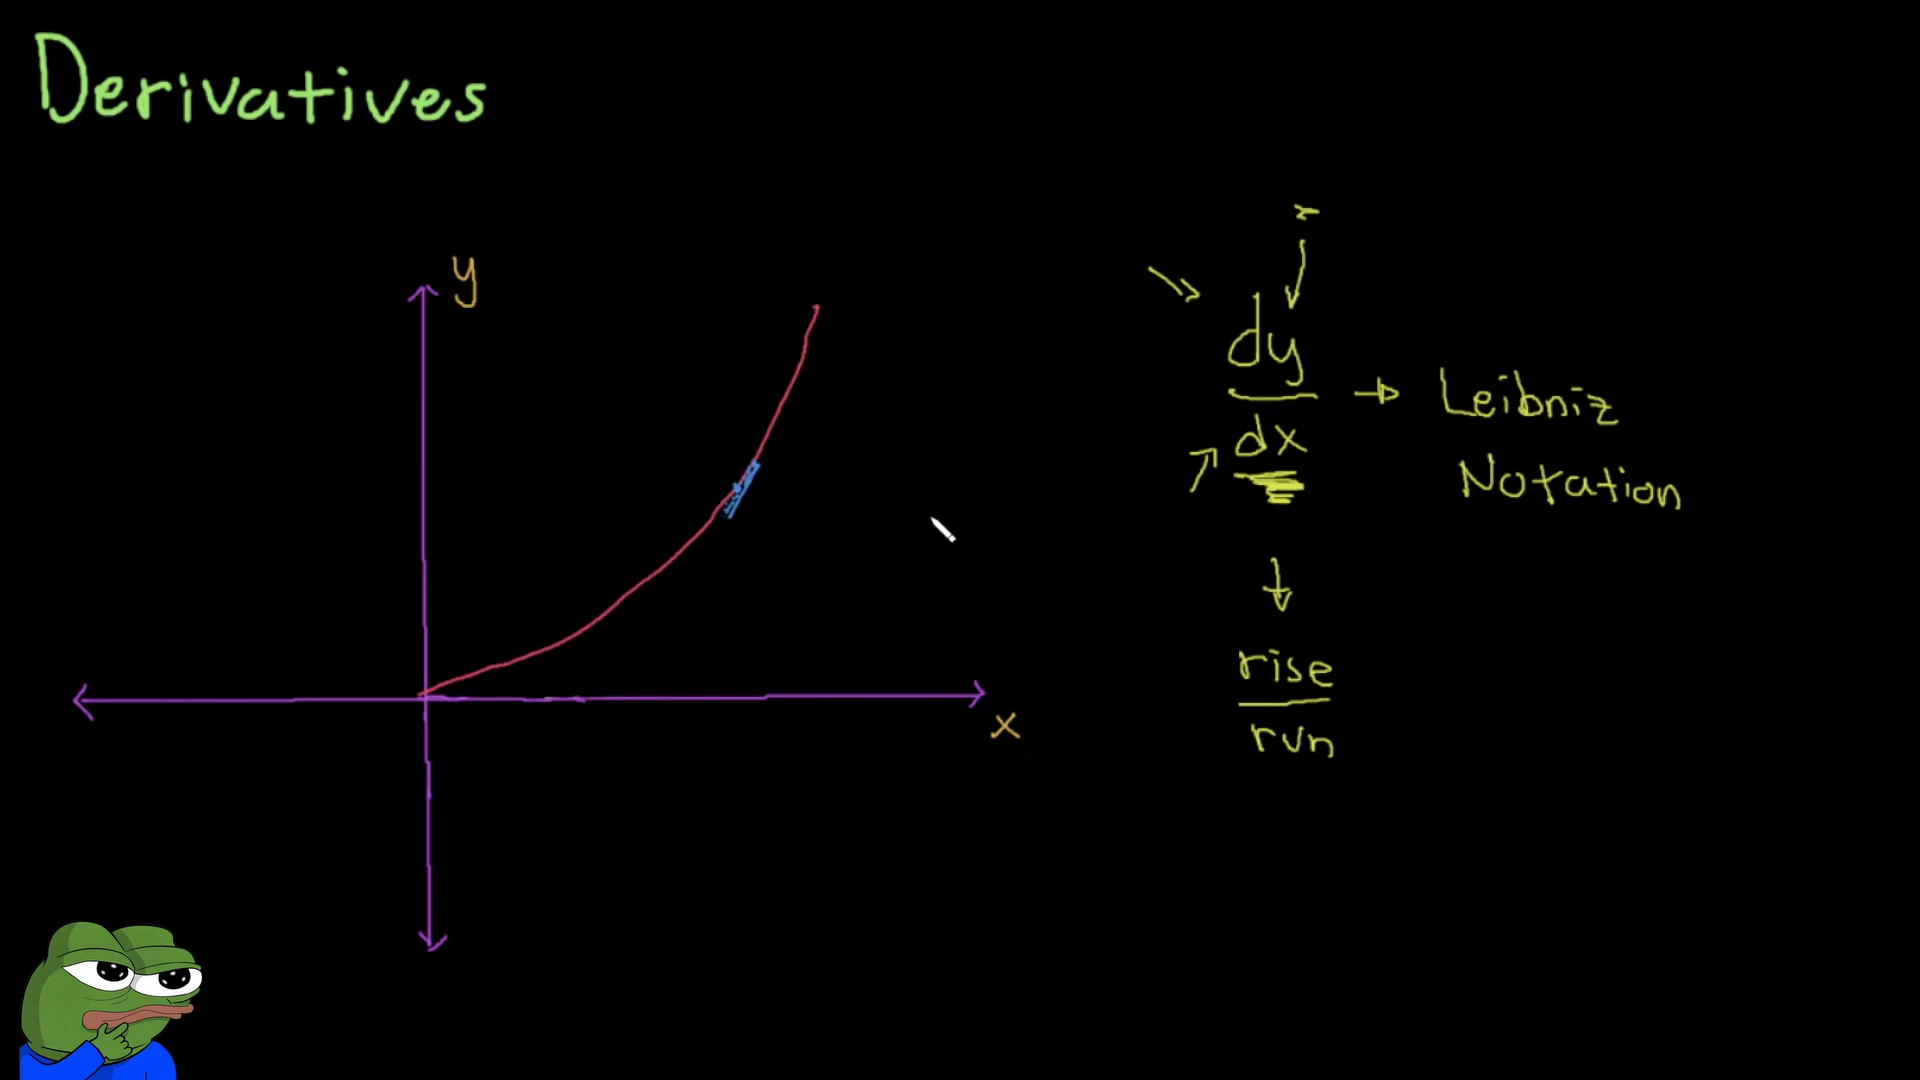 Derivatives
y
x
dy
dx
Leibniz
Notation
rise
run